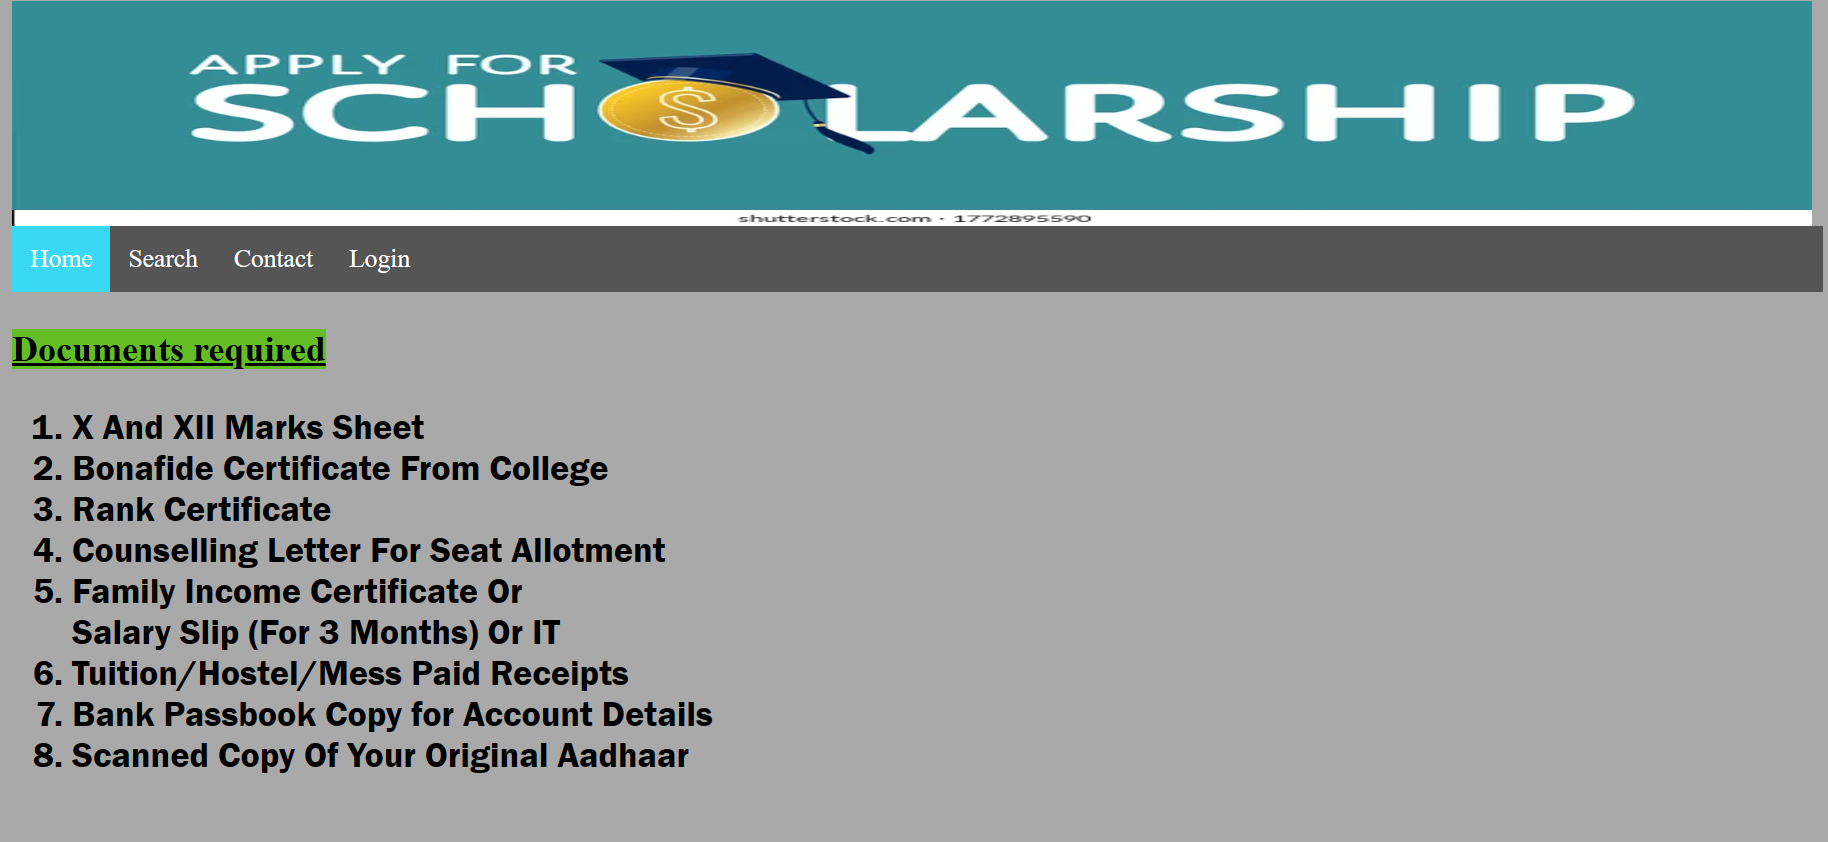 APPLY FOR
SCHOLARSHIP
shutterstock.com · 1772895590
Home Search Contact Login
Documents required
1. X And XII Marks Sheet
2. Bonafide Certificate From College
3. Rank Certificate
4. Counselling Letter For Seat Allotment
5. Family Income Certificate Or
Salary Slip (For 3 Months) Or IT
6. Tuition/Hostel/Mess Paid Receipts
7. Bank Passbook Copy for Account Details
8. Scanned Copy Of Your Original Aadhaar